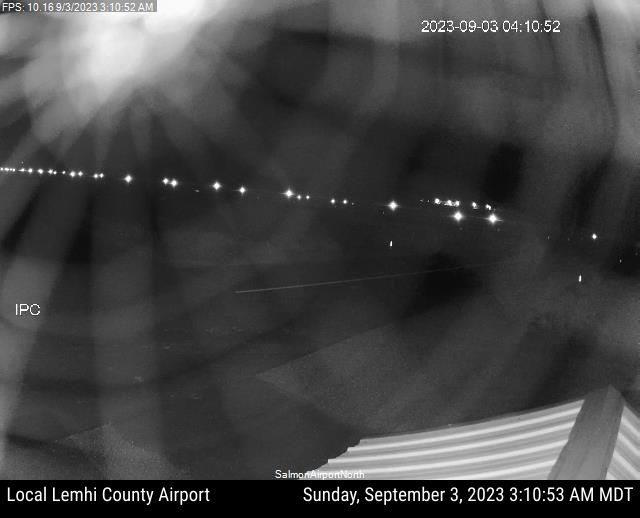 FPS: 10.16 9/3/2023 3:10:52 AM
2023-09-03 04:10:52
IPC
SalmonAirportNorth
Local Lemhi County Airport Sunday, September 3, 2023 3:10:53 AM MDT